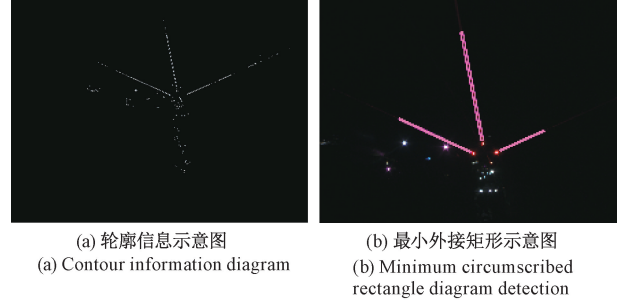 (a) 轮廓信息示意图
(a) Contour information diagram
(b) 最小外接矩形示意图
(b) Minimum circumscribed
rectangle diagram detection